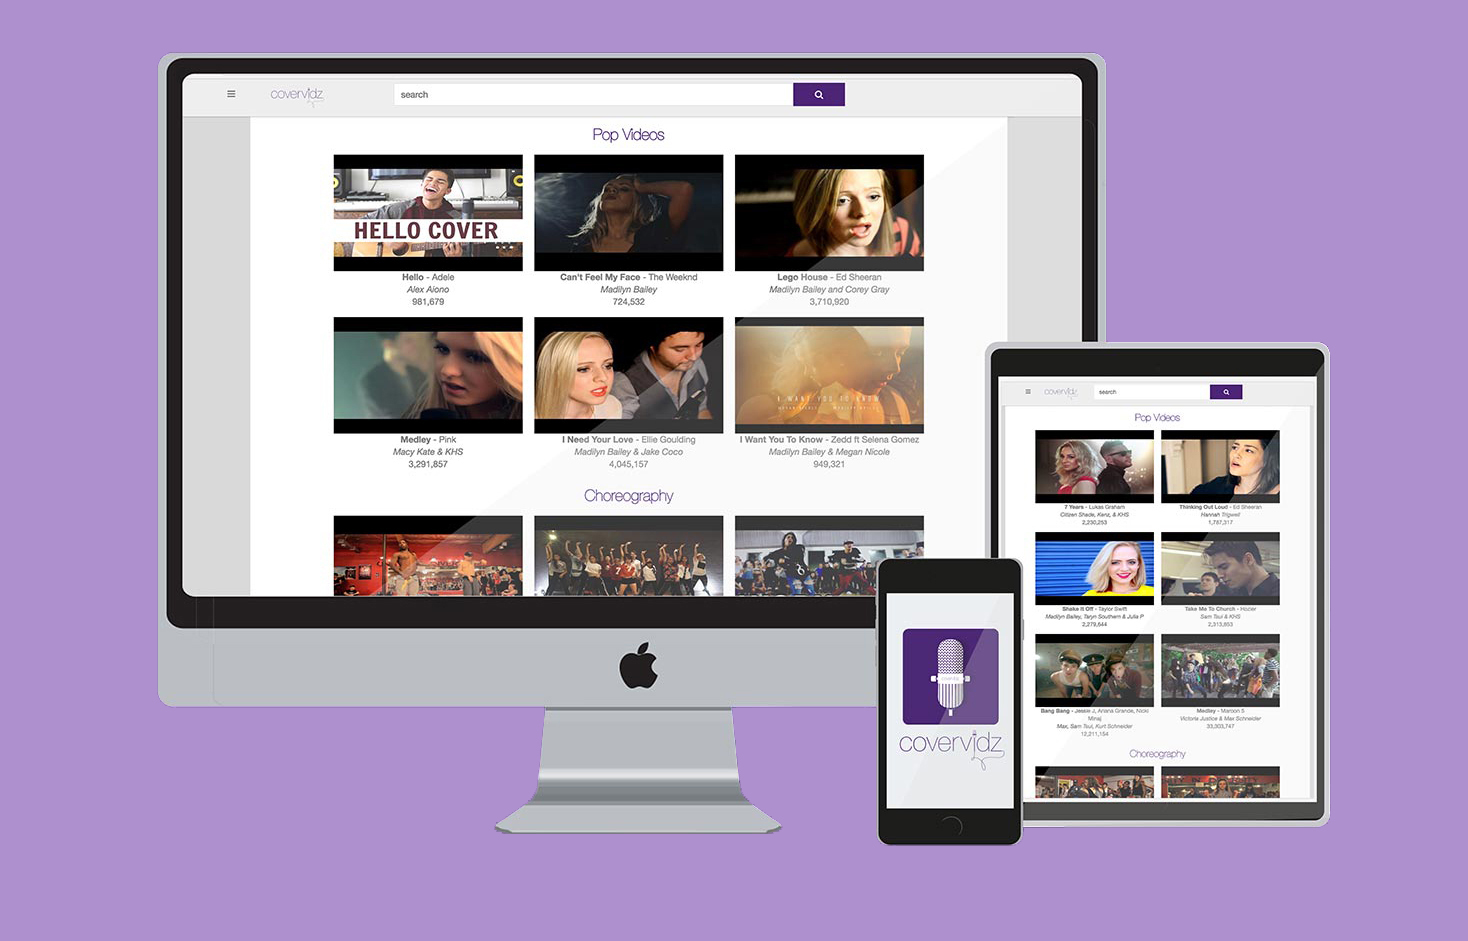 covervidz
search
Pop Videos
HELLO COVER
Hello - Adele
Alex Aiono
981,679
Can't Feel My Face - The Weeknd
Madilyn Bailey
724,532
Lego House - Ed Sheeran
Madilyn Bailey and Corey Gray
3,710,920
Medley - Pink
Macy Kate & KHS
3,291,857
I Need Your Love - Ellie Goulding
Madilyn Bailey & Jake Coco
4,045,157
I WANT YOU TO KNOW
I Want You To Know - Zedd ft Selena Gomez
Madilyn Bailey & Megan Nicole
949,321
Choreography
covervidz
covervidz
search
Pop Videos
7 Years - Lukas Graham
Citizen Shade, Kenz, & KHS
2,230,253
Thinking Out Loud - Ed Sheeran
Hannah Trigwell
1,787,317
Shake It Off - Taylor Swift
Madilyn Bailey, Taryn Southern & Julia P
2,279,644
Take Me To Church - Hozier
Sam Tsui & KHS
2,313,853
Bang Bang - Jessie J, Ariana Grande, Nicki
Minaj
Max, Sam Tsui, Kurt Schneider
12,211,154
Medley - Maroon 5
Victoria Justice & Max Schneider
33,303,747
Choreography